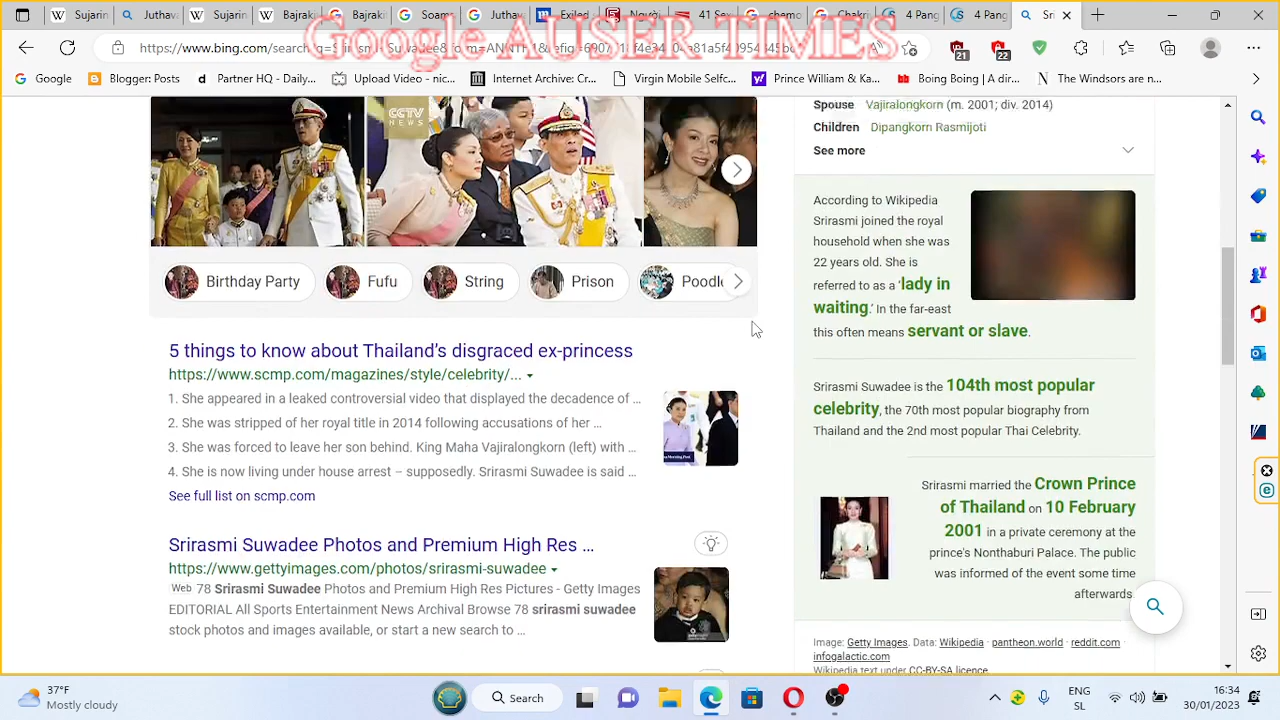 Google AUSER TIMES
Sutha
W
W
W
W
Sutha
G
Jutha
Exiled
11 Ne
41 Sex
chem
Grakin
4 Pang
4 Pang
Sri
https://www.bing.com/search
21
22
Google
Blogger Posts
Partner HQ - Daily...
Upload Video - nic...
Internet Archive: Cr...
Virgin Mobile Selfc...
Prince William & Ka...
Boing Boing | A dir...
The Windsors are n...
CCTV
NEWS
Birthday Party
Fufu
String
Prison
Poodle
5 things to know about Thailand's disgraced ex-princess
https://www.scmp.com/magazines/style/celebrity/...
1. She appeared in a leaked controversial video that displayed the decadence of ...
2. She was stripped of her royal title in 2014 following accusations of her ...
3. She was forced to leave her son behind. King Maha Vajiralongkorn (left) with ...
4. She is now living under house arrest – supposedly. Srirasmi Suwadee is said ...
See full list on scmp.com
Srirasmi Suwadee Photos and Premium High Res ...
https://www.gettyimages.com/photos/srirasmi-suwadee
Web 78 Srirasmi Suwadee Photos and Premium High Res Pictures - Getty Images
EDITORIAL All Sports Entertainment News Archival Browse 78 srirasmi suwadee
stock photos and images available, or start a new search to ...
Spouse Vajiralongkorn (m. 2001; div. 2014)
Children Dipangkorn Rasmijoti
See more
According to Wikipedia
Srirasmi joined the royal
household when she was
22 years old. She is
referred to as a 'lady in
waiting.' In the far-east
this often means servant or slave.
Srirasmi Suwadee is the 104th most popular
celebrity, the 70th most popular biography from
Thailand and the 2nd most popular Thai Celebrity.
Srirasmi married the Crown Prince
of Thailand on 10 February
2001 in a private ceremony at the
prince's Nonthaburi Palace. The public
was informed of the event some time
afterwards.
Image: Getty Images. Data: Wikipedia · pantheon.world · reddit.com
infogalactic.com
Wikipedia text under CC-BY-SA licence
37°F
Mostly cloudy
Search
ENG
SL
18:34
30/01/2023